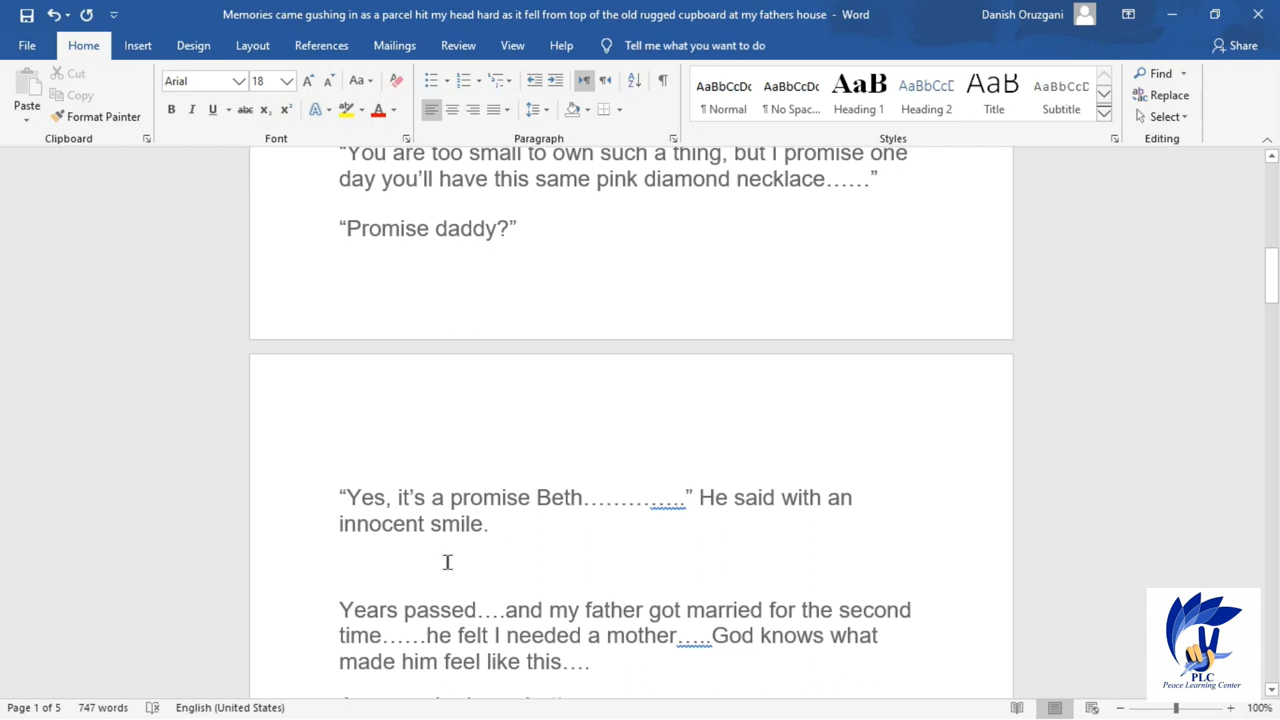 Memories came gushing in as a parcel hit my head hard as it fell from top of the old rugged cupboard at my fathers house - Word
Danish Oruzgani
File Home Insert Design Layout References Mailings Review View Help Tell me what you want to do Share
Paste
Cut
Copy
Format Painter
Clipboard
Arial 18
Font
Paragraph
AaBbCcDc AaBbCcDc AaB AaBbCcD AaB AaBbCcD
¶ Normal ¶ No Spac... Heading 1 Heading 2 Title Subtitle
Styles
Find
Replace
Select
Editing
“You are too small to own such a thing, but I promise one
day you’ll have this same pink diamond necklace……”
“Promise daddy?”
“Yes, it’s a promise Beth…………..” He said with an
innocent smile.
Years passed….and my father got married for the second
time……he felt I needed a mother…..God knows what
made him feel like this….
PLC
Peace Learning Center
Page 1 of 5 747 words English (United States) 100%